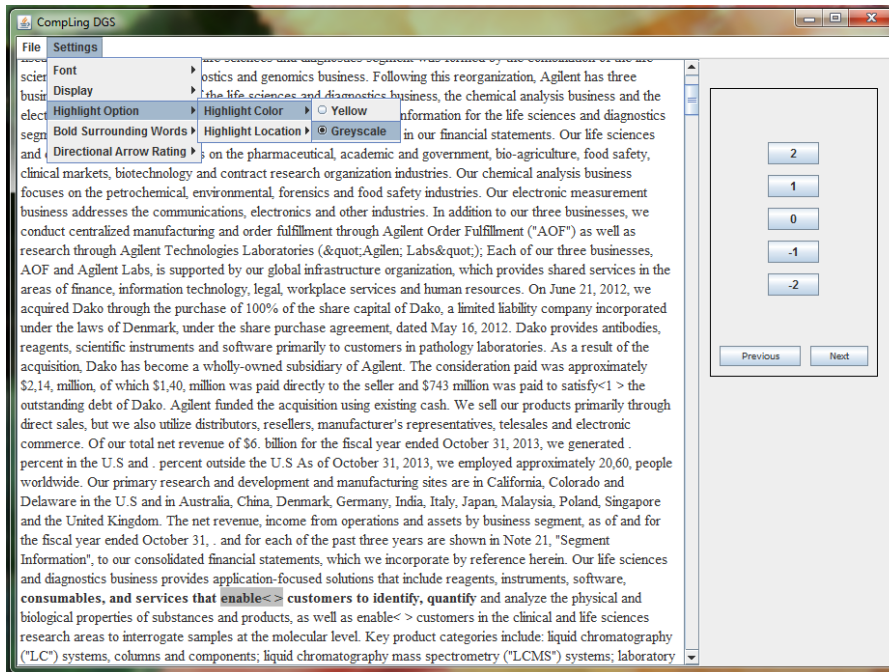 CompLing DGS
File Settings
Font
Display
Highlight Option
Bold Surrounding Words
Directional Arrow Rating
Highlight Color
Highlight Location
Yellow
Greyscale
scien ostics and genomics business. Following this reorganization, Agilent has three
busin f the life sciences and diagnostics business, the chemical analysis business and the
elect nformation for the life sciences and diagnostics
segm in our financial statements. Our life sciences
and s on the pharmaceutical, academic and government, bio-agriculture, food safety,
clinical markets, biotechnology and contract research organization industries. Our chemical analysis business
focuses on the petrochemical, environmental, forensics and food safety industries. Our electronic measurement
business addresses the communications, electronics and other industries. In addition to our three businesses, we
conduct centralized manufacturing and order fulfillment through Agilent Order Fulfillment ("AOF") as well as
research through Agilent Technologies Laboratories (&quot;Agilen; Labs&quot;); Each of our three businesses,
AOF and Agilent Labs, is supported by our global infrastructure organization, which provides shared services in the
areas of finance, information technology, legal, workplace services and human resources. On June 21, 2012, we
acquired Dako through the purchase of 100% of the share capital of Dako, a limited liability company incorporated
under the laws of Denmark, under the share purchase agreement, dated May 16, 2012. Dako provides antibodies,
reagents, scientific instruments and software primarily to customers in pathology laboratories. As a result of the
acquisition, Dako has become a wholly-owned subsidiary of Agilent. The consideration paid was approximately
$2,14, million, of which $1,40, million was paid directly to the seller and $743 million was paid to satisfy<1 > the
outstanding debt of Dako. Agilent funded the acquisition using existing cash. We sell our products primarily through
direct sales, but we also utilize distributors, resellers, manufacturer's representatives, telesales and electronic
commerce. Of our total net revenue of $6. billion for the fiscal year ended October 31, 2013, we generated .
percent in the U.S and . percent outside the U.S As of October 31, 2013, we employed approximately 20,60, people
worldwide. Our primary research and development and manufacturing sites are in California, Colorado and
Delaware in the U.S and in Australia, China, Denmark, Germany, India, Italy, Japan, Malaysia, Poland, Singapore
and the United Kingdom. The net revenue, income from operations and assets by business segment, as of and for
the fiscal year ended October 31, . and for each of the past three years are shown in Note 21, "Segment
Information", to our consolidated financial statements, which we incorporate by reference herein. Our life sciences
and diagnostics business provides application-focused solutions that include reagents, instruments, software,
consumables, and services that enable< > customers to identify, quantify and analyze the physical and
biological properties of substances and products, as well as enable< > customers in the clinical and life sciences
research areas to interrogate samples at the molecular level. Key product categories include: liquid chromatography
("LC") systems, columns and components; liquid chromatography mass spectrometry ("LCMS") systems; laboratory
2
1
0
-1
-2
Previous Next